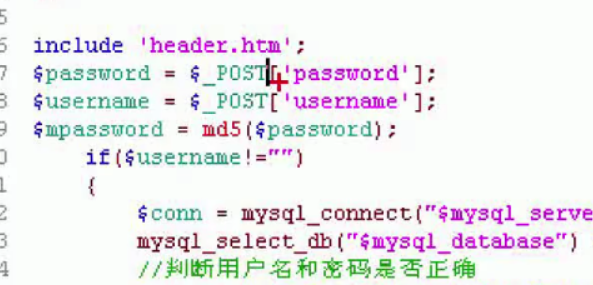 5
6 include 'header.htm';
7 $password = $_POST['password'];
8 $username = $_POST['username'];
9 $mpassword = md5($password);
0 if($username!="")
1 {
2 $conn = mysql_connect("$mysql_serve
3 mysql_select_db("$mysql_database")
4 //判断用户名和密码是否正确